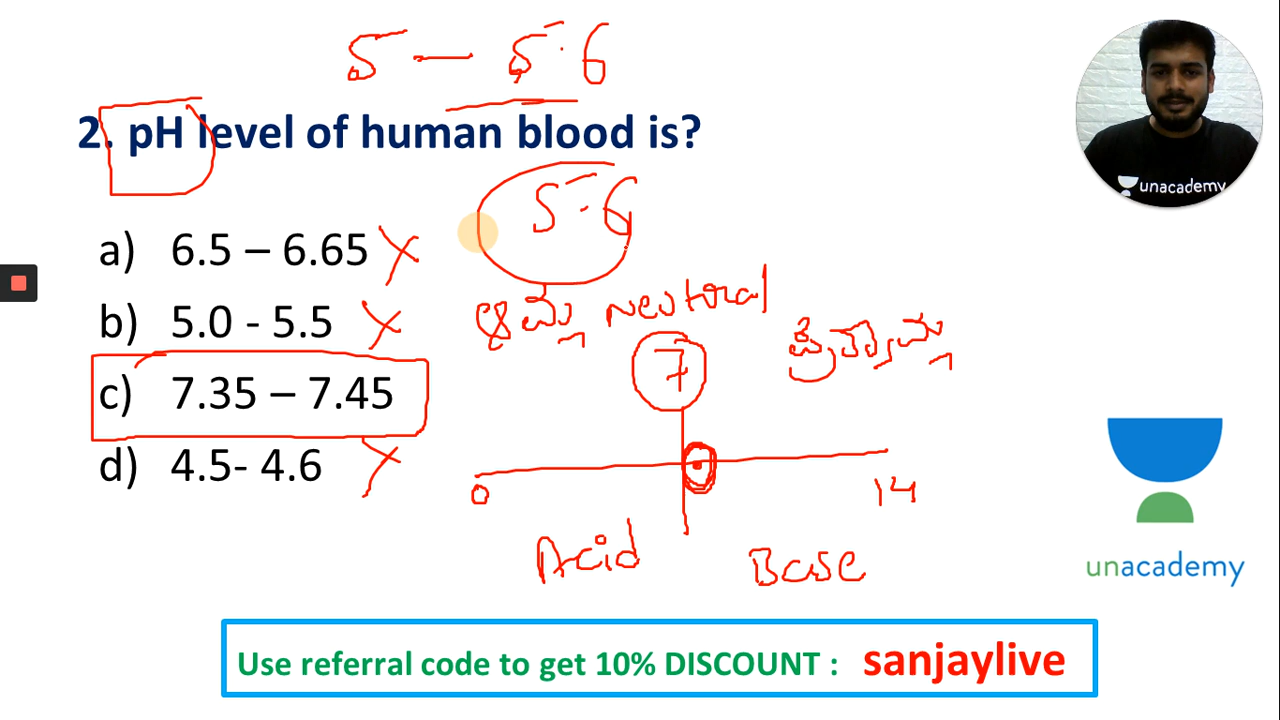 5 – 5.6
2. pH level of human blood is?
5.6
a) 6.5 – 6.65 X
b) 5.0 - 5.5 X
c) 7.35 – 7.45
d) 4.5- 4.6 X
ಆಮ್ಲ neutral
7
0
14
Acid Base
unacademy
unacademy
Use referral code to get 10% DISCOUNT : sanjaylive